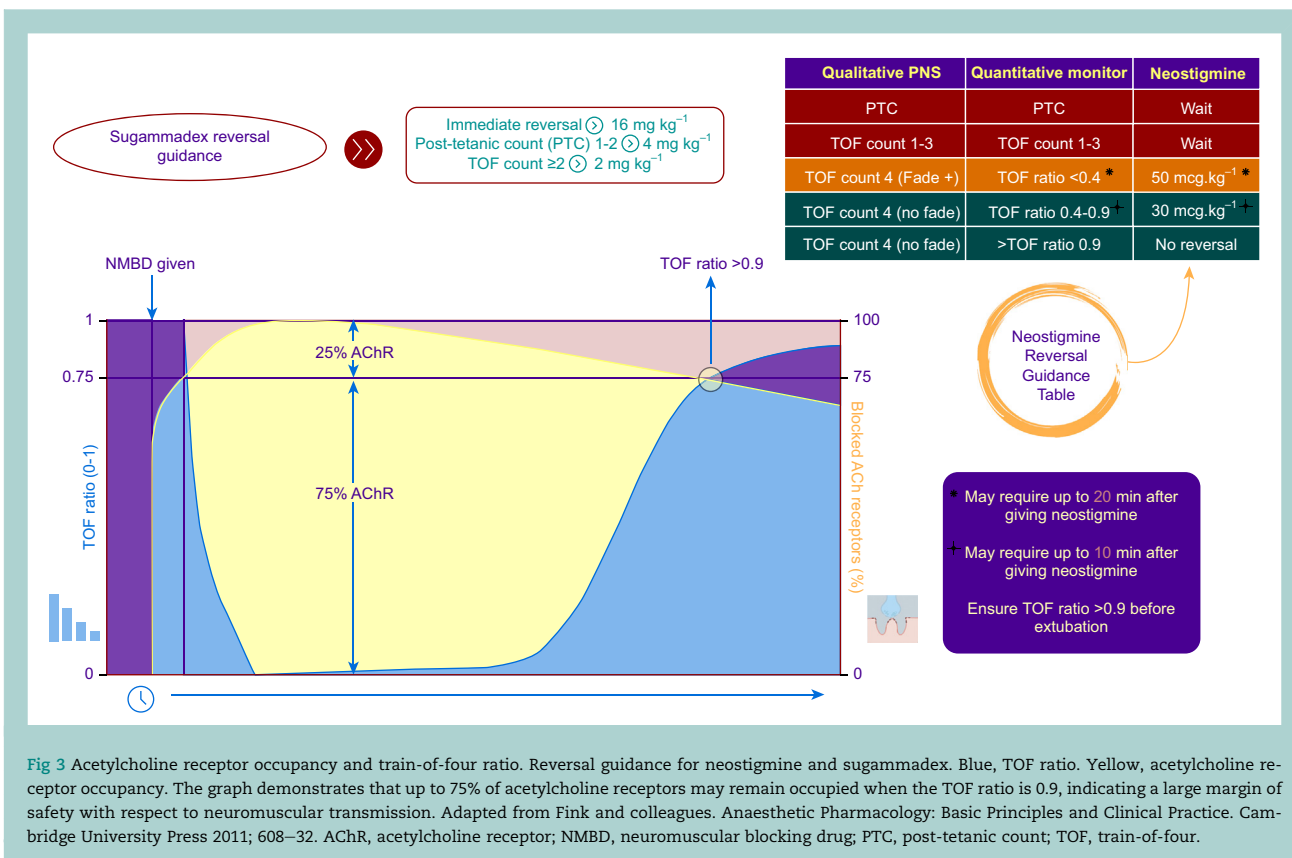 Sugammadex reversal
guidance
Immediate reversal > 16 mg kg⁻¹
Post-tetanic count (PTC) 1-2 > 4 mg kg⁻¹
TOF count ≥2 > 2 mg kg⁻¹
Qualitative PNS Quantitative monitor Neostigmine
PTC PTC Wait
TOF count 1-3 TOF count 1-3 Wait
TOF count 4 (Fade +) TOF ratio <0.4 * 50 mcg.kg⁻¹ *
TOF count 4 (no fade) TOF ratio 0.4-0.9 + 30 mcg.kg⁻¹ +
TOF count 4 (no fade) >TOF ratio 0.9 No reversal
NMBD given
TOF ratio >0.9
1
0.75
0
TOF ratio (0-1)
25% AChR
75% AChR
100
75
0
Blocked ACh receptors (%)
Neostigmine
Reversal
Guidance
Table
* May require up to 20 min after
giving neostigmine
+ May require up to 10 min after
giving neostigmine
Ensure TOF ratio >0.9 before
extubation
Fig 3 Acetylcholine receptor occupancy and train-of-four ratio. Reversal guidance for neostigmine and sugammadex. Blue, TOF ratio. Yellow, acetylcholine re-
ceptor occupancy. The graph demonstrates that up to 75% of acetylcholine receptors may remain occupied when the TOF ratio is 0.9, indicating a large margin of
safety with respect to neuromuscular transmission. Adapted from Fink and colleagues. Anaesthetic Pharmacology: Basic Principles and Clinical Practice. Cam-
bridge University Press 2011; 608–32. AChR, acetylcholine receptor; NMBD, neuromuscular blocking drug; PTC, post-tetanic count; TOF, train-of-four.